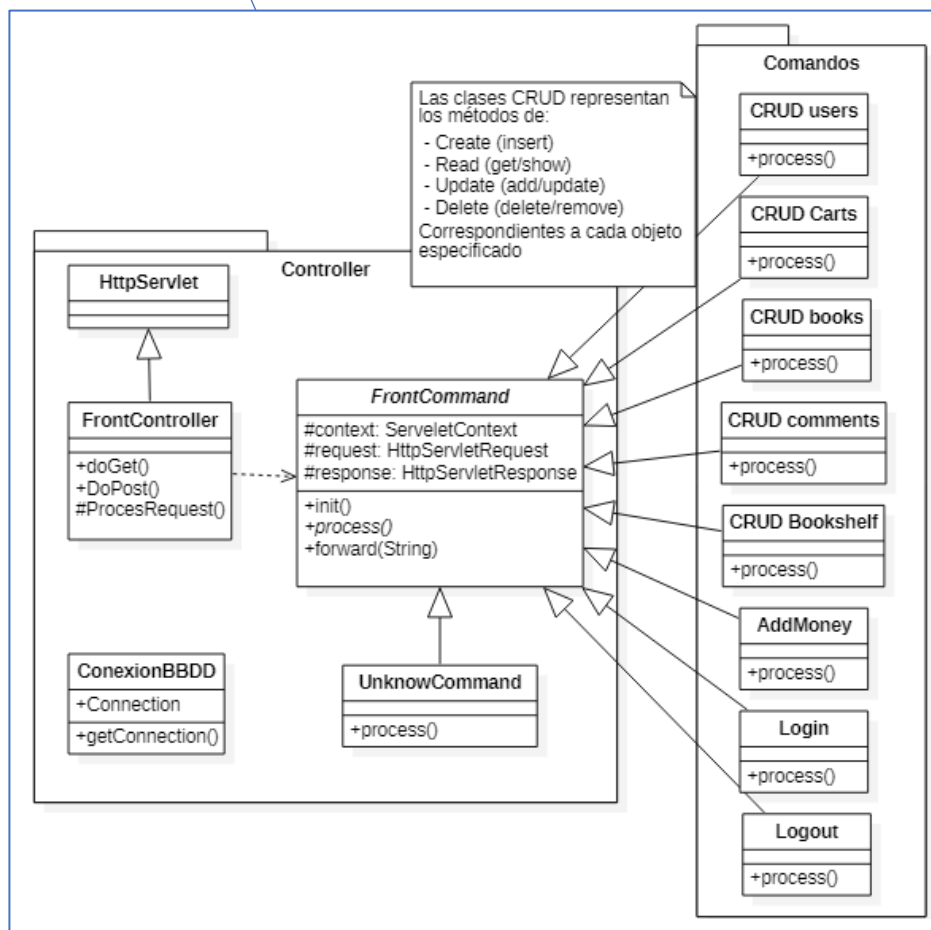 Comandos
Las clases CRUD representan
los métodos de:
- Create (insert)
- Read (get/show)
- Update (add/update)
- Delete (delete/remove)
Correspondientes a cada objeto
especificado
CRUD users
+process()
CRUD Carts
+process()
CRUD books
+process()
CRUD comments
+process()
CRUD Bookshelf
+process()
AddMoney
+process()
Login
+process()
Logout
+process()
Controller
HttpServlet
FrontController
+doGet()
+DoPost()
#ProcesRequest()
FrontCommand
#context: ServeletContext
#request: HttpServletRequest
#response: HttpServletResponse
+init()
+process()
+forward(String)
ConexionBBDD
+Connection
+getConnection()
UnknowCommand
+process()